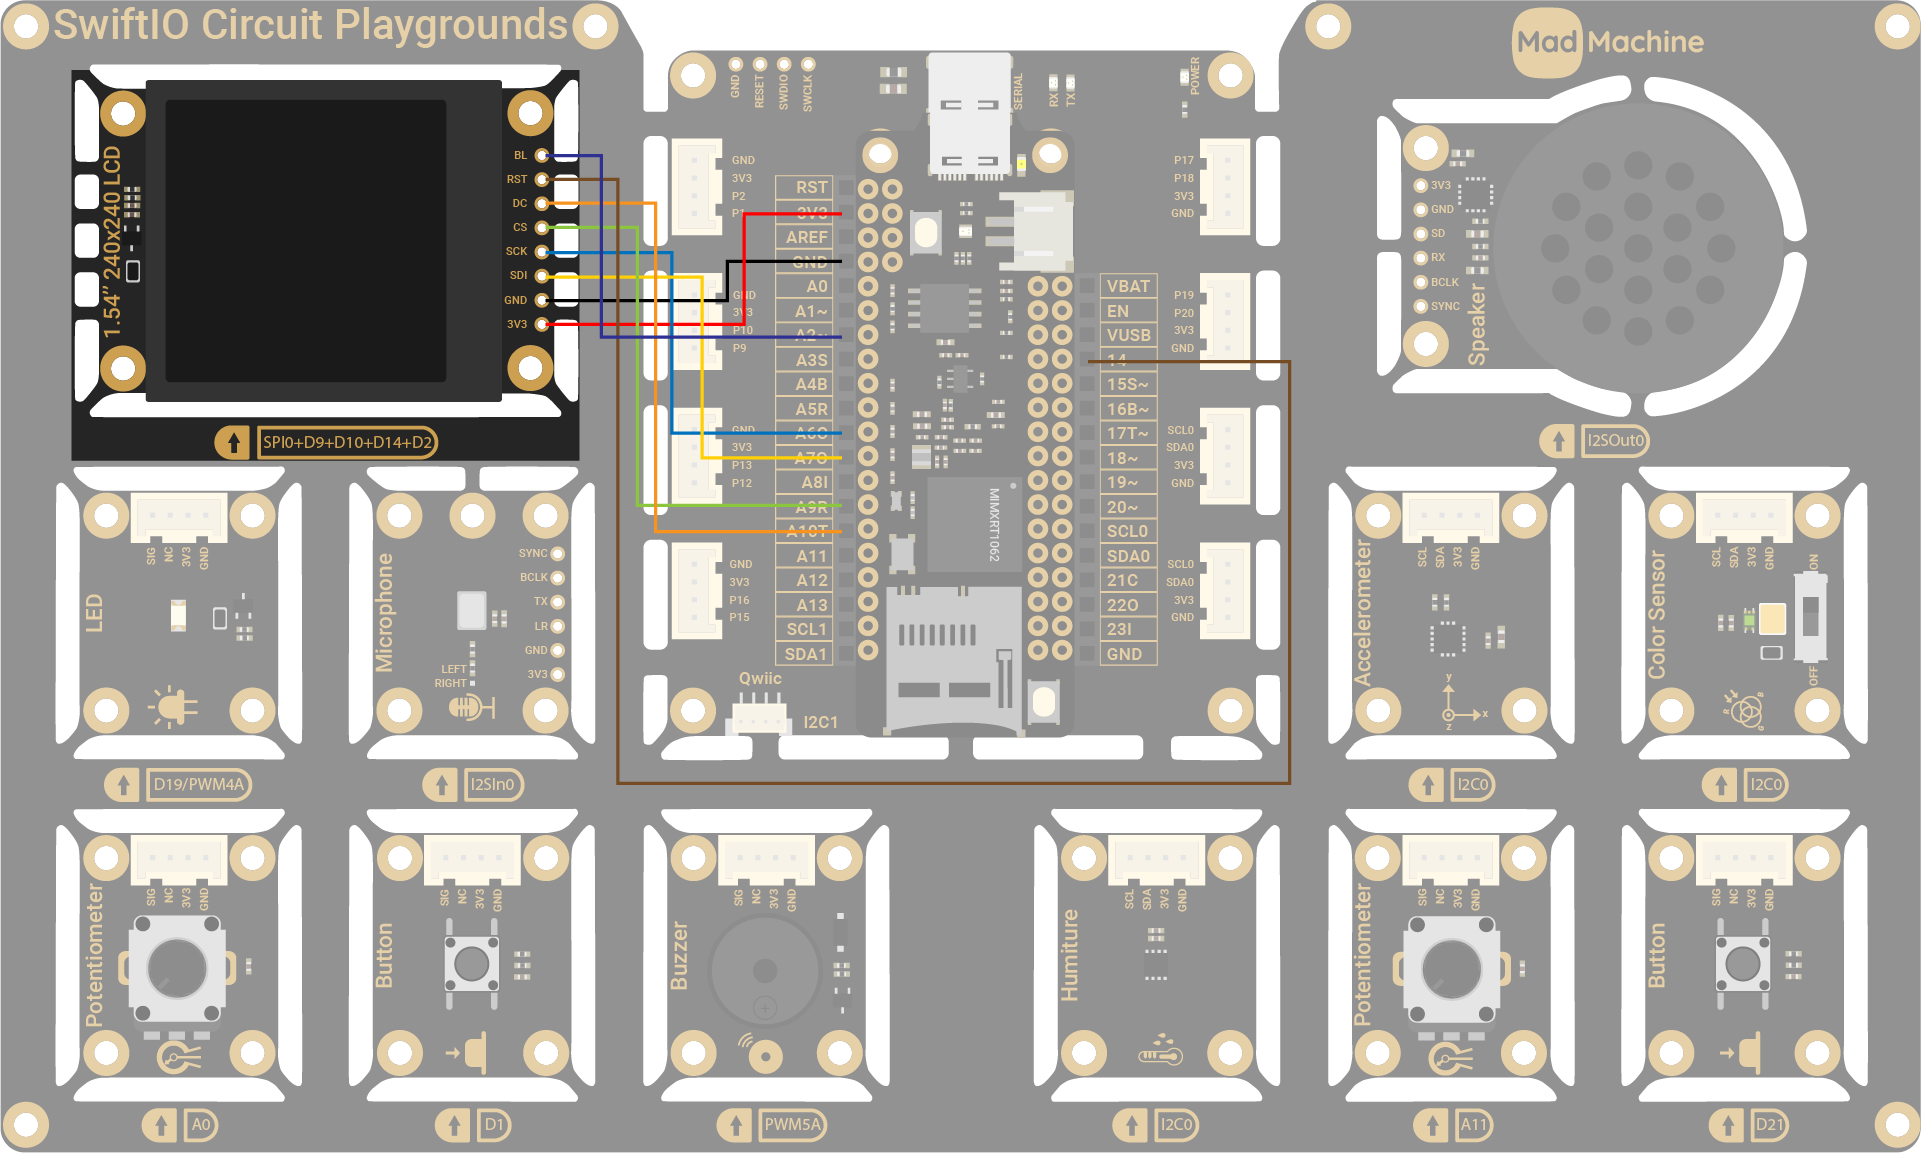 SwiftIO Circuit Playgrounds
Mad Machine
GND
RESET
SWDIO
SWCLK
SERIAL
RX
TX
POWER
1.54” 240x240 LCD
BL
RST
DC
CS
SCK
SDI
GND
3V3
SPI0+D9+D10+D14+D2
GND
3V3
P2
P1
GND
3V3
P10
P9
GND
3V3
P13
P12
GND
3V3
P16
P15
RST
3V3
AREF
GND
A0
A1~
A2~
A3S
A4B
A5R
A6C
A7O
A8I
A9R
A10T
A11
A12
A13
SCL1
SDA1
MIMXRT1062
VBAT
EN
VUSB
14
15S~
16B~
17T~
18~
19~
20~
SCL0
SDA0
21C
22O
23I
GND
P17
P18
3V3
GND
P19
P20
3V3
GND
SCL0
SDA0
3V3
GND
SCL0
SDA0
3V3
GND
Qwiic
I2C1
3V3
GND
SD
RX
BCLK
SYNC
Speaker
I2SOut0
SIG
NC
3V3
GND
LED
D19/PWM4A
Microphone
SYNC
BCLK
TX
LR
GND
3V3
LEFT
RIGHT
I2SIn0
SCL
SDA
3V3
GND
Accelerometer
y
x
z
I2C0
SCL
SDA
3V3
GND
Color Sensor
ON
OFF
R
B
G
I2C0
SIG
NC
3V3
GND
Potentiometer
A0
SIG
NC
3V3
GND
Button
D1
SIG
NC
3V3
GND
Buzzer
PWM5A
SCL
SDA
3V3
GND
Humiture
I2C0
SIG
NC
3V3
GND
Potentiometer
A11
SIG
NC
3V3
GND
Button
D21